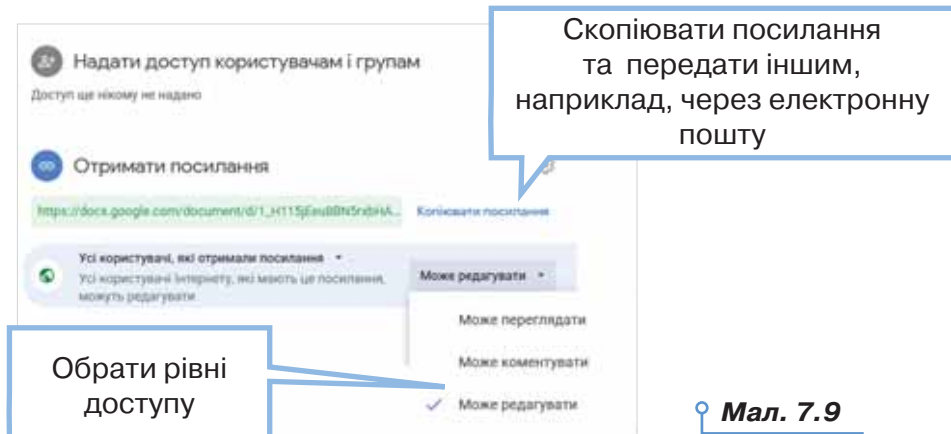 Скопіювати посилання
та передати іншим,
наприклад, через електронну
пошту
Надати доступ користувачам і групам
Доступ ще нікому не надано
Отримати посилання
Копіювати посилання
Усі користувачі, які отримали посилання
Усі користувачі Інтернету, які мають це посилання,
можуть редагувати
Може редагувати
Може переглядати
Може коментувати
Може редагувати
Обрати рівні
доступу
Мал. 7.9